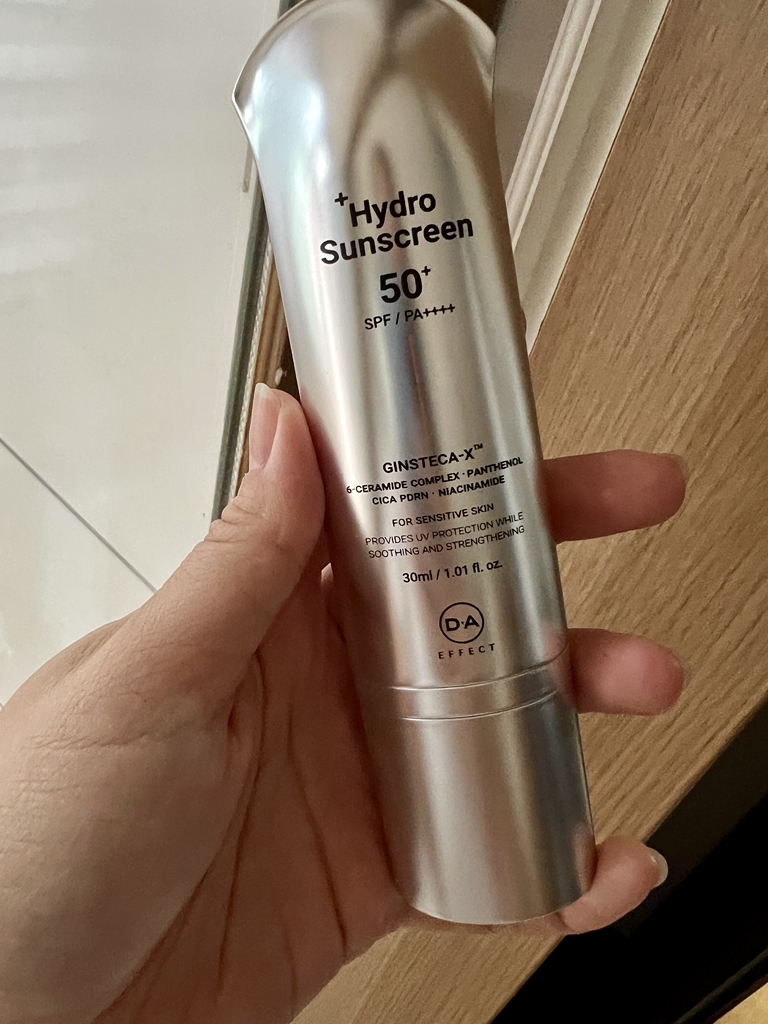 +Hydro
Sunscreen
50+
SPF / PA++++
GINSTECA-X™
6-CERAMIDE COMPLEX · PANTHENOL
CICA PDRN · NIACINAMIDE
FOR SENSITIVE SKIN
PROVIDES UV PROTECTION WHILE
SOOTHING AND STRENGTHENING
30ml / 1.01 fl. oz.
D·A
EFFECT